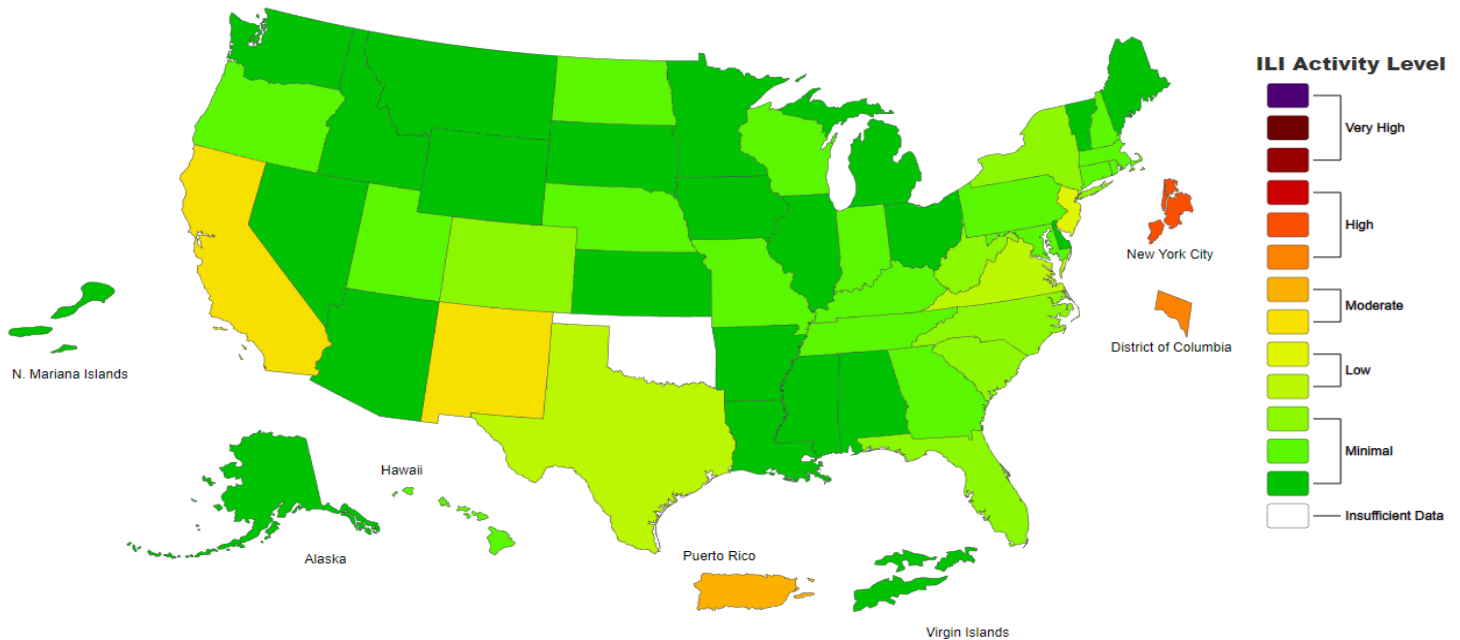 ILI Activity Level
Very High
High
Moderate
Low
Minimal
Insufficient Data
New York City
District of Columbia
N. Mariana Islands
Hawaii
Alaska
Puerto Rico
Virgin Islands